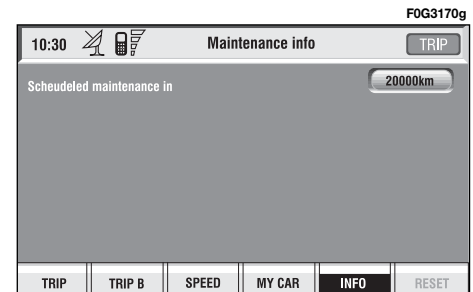 F0G3170g
10:30 Maintenance info TRIP
Scheudeled maintenance in 20000km
TRIP TRIP B SPEED MY CAR INFO RESET